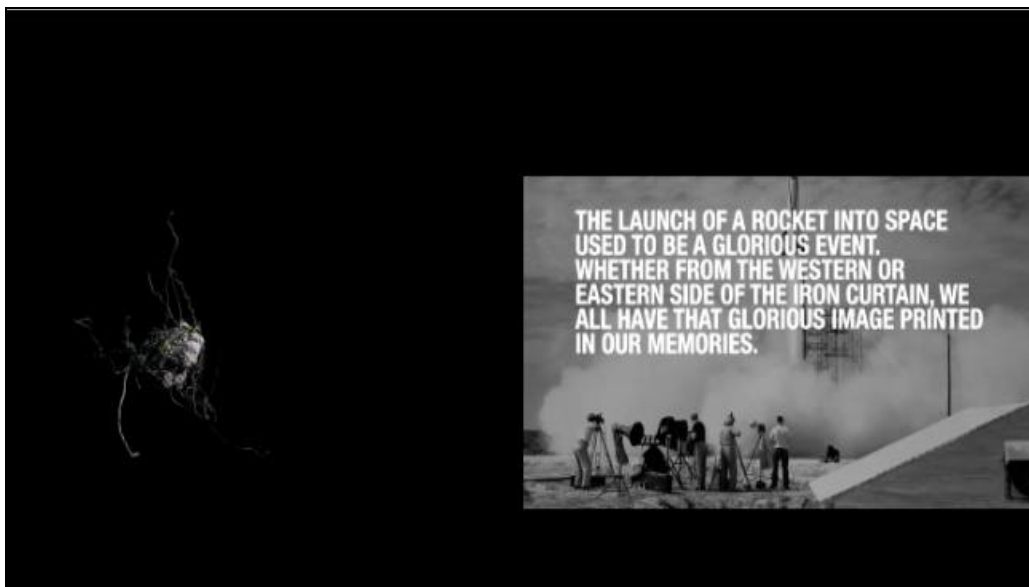 THE LAUNCH OF A ROCKET INTO SPACE
USED TO BE A GLORIOUS EVENT.
WHETHER FROM THE WESTERN OR
EASTERN SIDE OF THE IRON CURTAIN, WE
ALL HAVE THAT GLORIOUS IMAGE PRINTED
IN OUR MEMORIES.